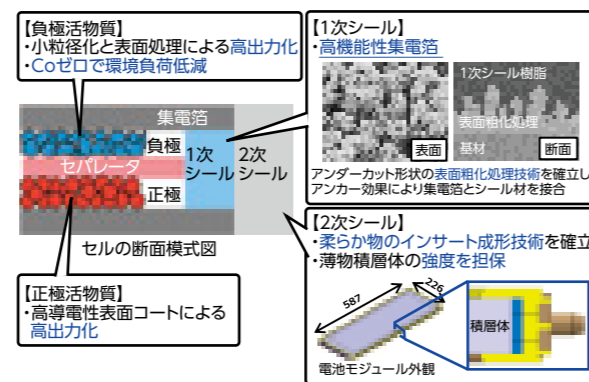 【負極活物質】
・小粒径化と表面処理による高出力化
・Coゼロで環境負荷低減
集電箔
負極
セパレータ
正極
1次
シール
2次
シール
セルの断面模式図
【正極活物質】
・高導電性表面コートによる
高出力化
【1次シール】
・高機能性集電箔
表面
1次シール樹脂
表面粗化処理
基材
断面
アンダーカット形状の表面粗化処理技術を確立し
アンカー効果により集電箔とシール材を接合
【2次シール】
・柔らか物のインサート成形技術を確立
・薄物積層体の強度を担保
587
226
積層体
電池モジュール外観